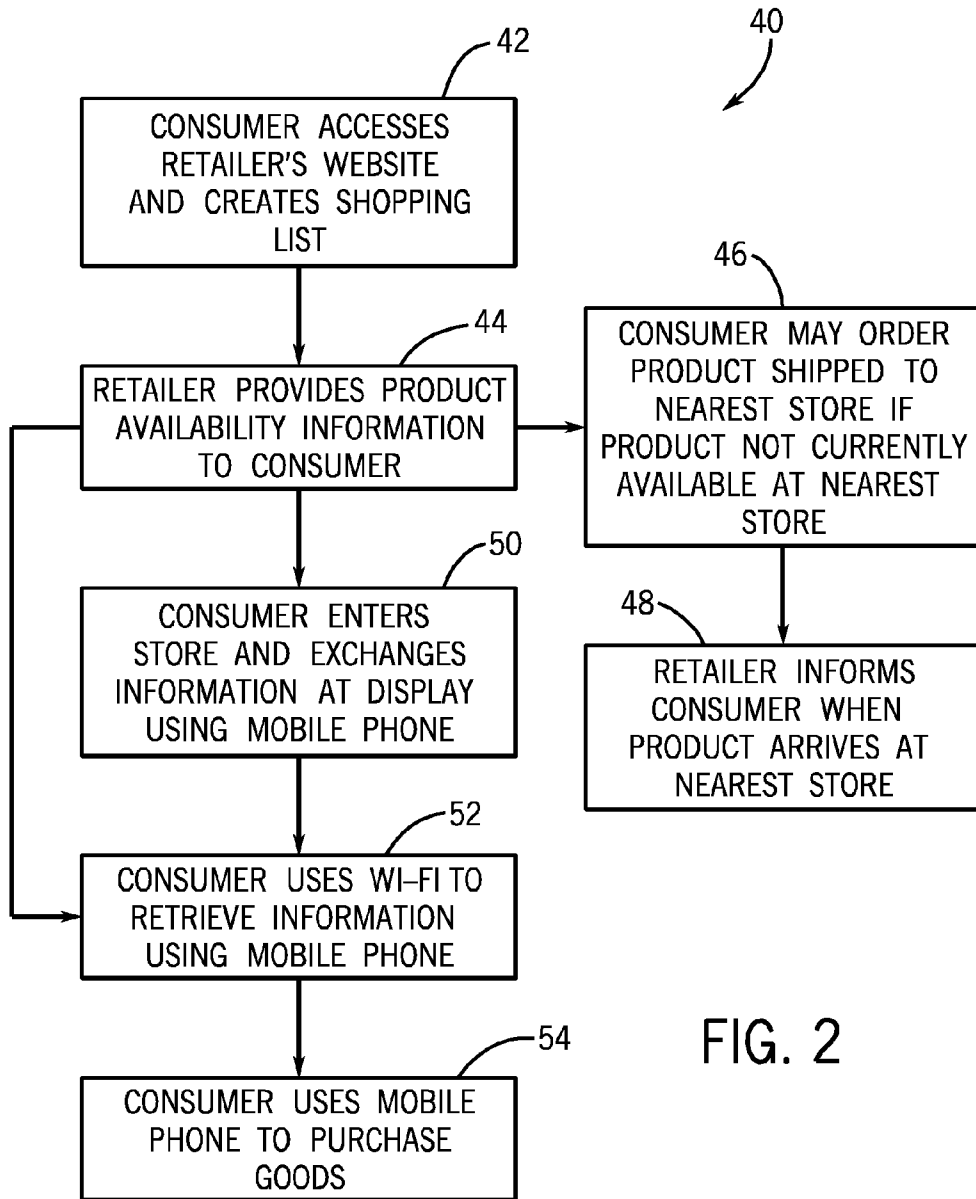 40
42
CONSUMER ACCESSES
RETAILER'S WEBSITE
AND CREATES SHOPPING
LIST
44
RETAILER PROVIDES PRODUCT
AVAILABILITY INFORMATION
TO CONSUMER
46
CONSUMER MAY ORDER
PRODUCT SHIPPED TO
NEAREST STORE IF
PRODUCT NOT CURRENTLY
AVAILABLE AT NEAREST
STORE
48
RETAILER INFORMS
CONSUMER WHEN
PRODUCT ARRIVES AT
NEAREST STORE
50
CONSUMER ENTERS
STORE AND EXCHANGES
INFORMATION AT DISPLAY
USING MOBILE PHONE
52
CONSUMER USES WI-FI TO
RETRIEVE INFORMATION
USING MOBILE PHONE
54
CONSUMER USES MOBILE
PHONE TO PURCHASE
GOODS
FIG. 2